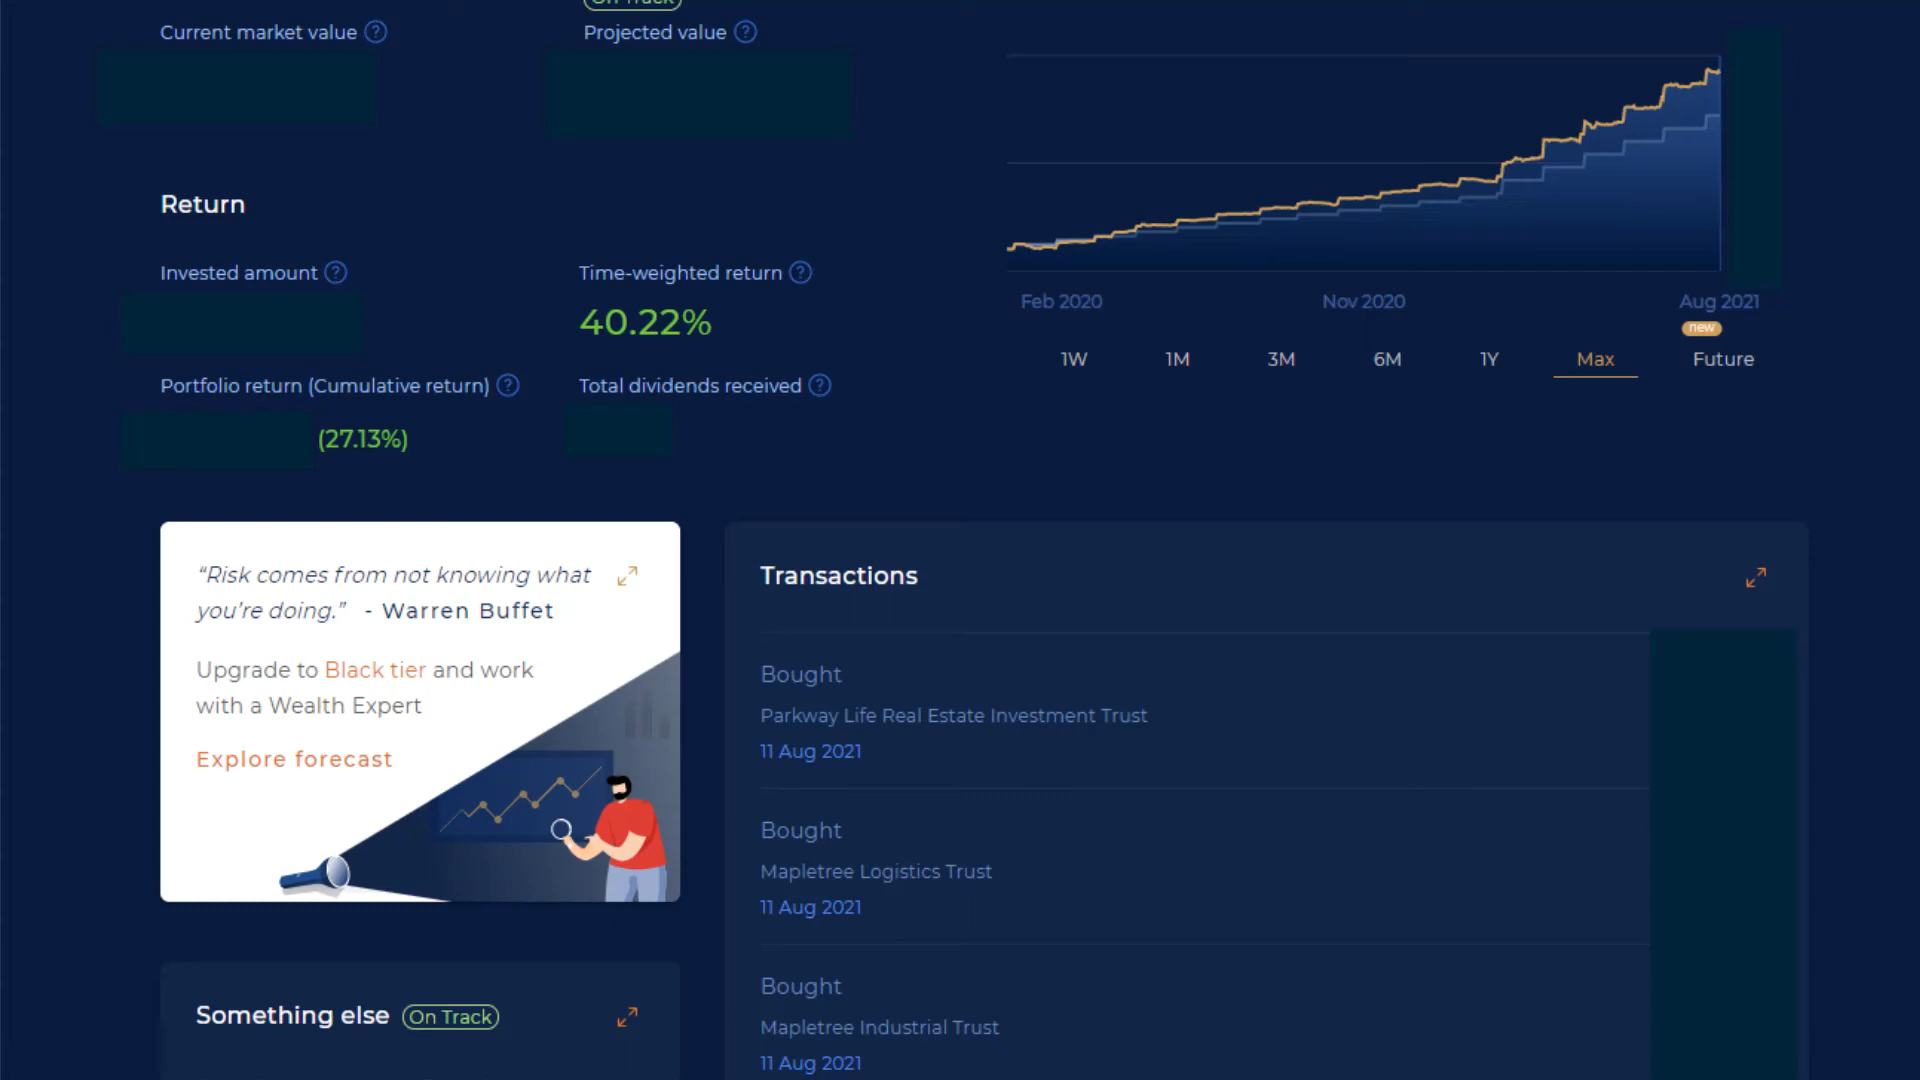 On Track
Current market value ?
Projected value ?
Return
Invested amount ?
Time-weighted return ?
40.22%
Portfolio return (Cumulative return) ?
Total dividends received ?
(27.13%)
Feb 2020 Nov 2020 Aug 2021
new
1W 1M 3M 6M 1Y Max Future
“Risk comes from not knowing what
you’re doing.” - Warren Buffet
Upgrade to Black tier and work
with a Wealth Expert
Explore forecast
Something else On Track
Transactions
Bought
Parkway Life Real Estate Investment Trust
11 Aug 2021
Bought
Mapletree Logistics Trust
11 Aug 2021
Bought
Mapletree Industrial Trust
11 Aug 2021